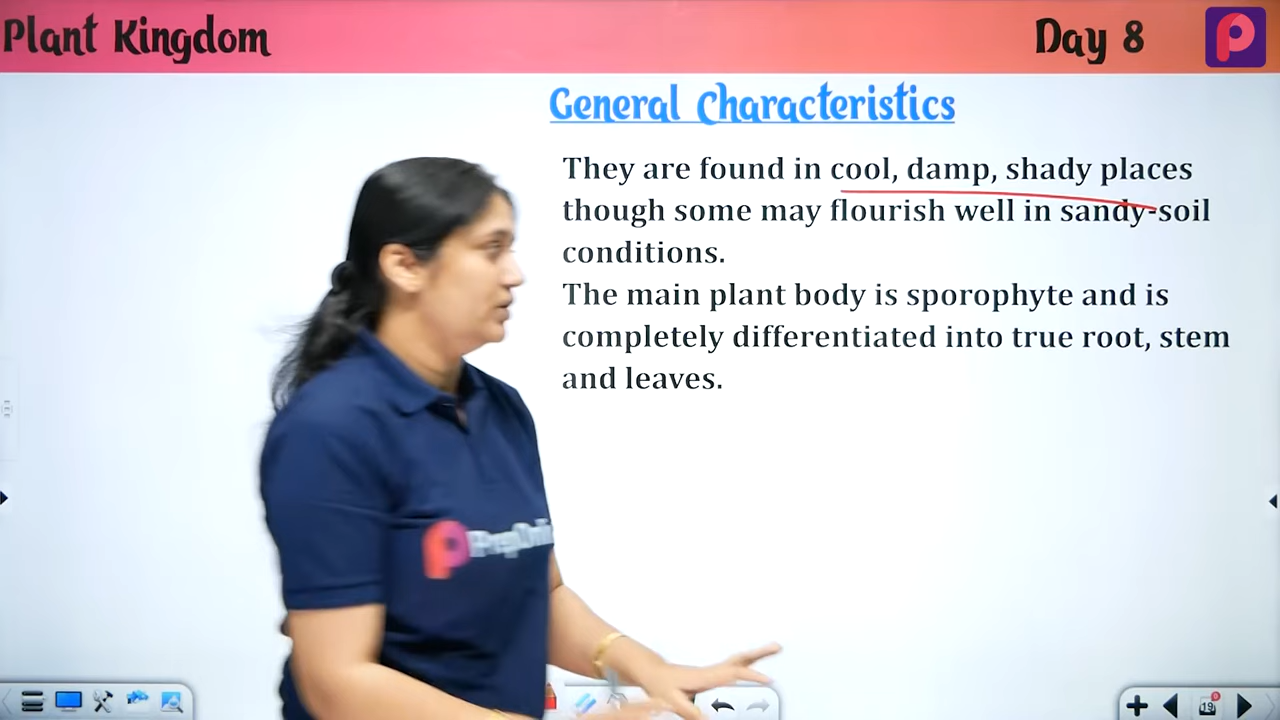 Plant Kingdom
Day 8
General Characteristics
They are found in cool, damp, shady places
though some may flourish well in sandy-soil
conditions.
The main plant body is sporophyte and is
completely differentiated into true root, stem
and leaves.
19